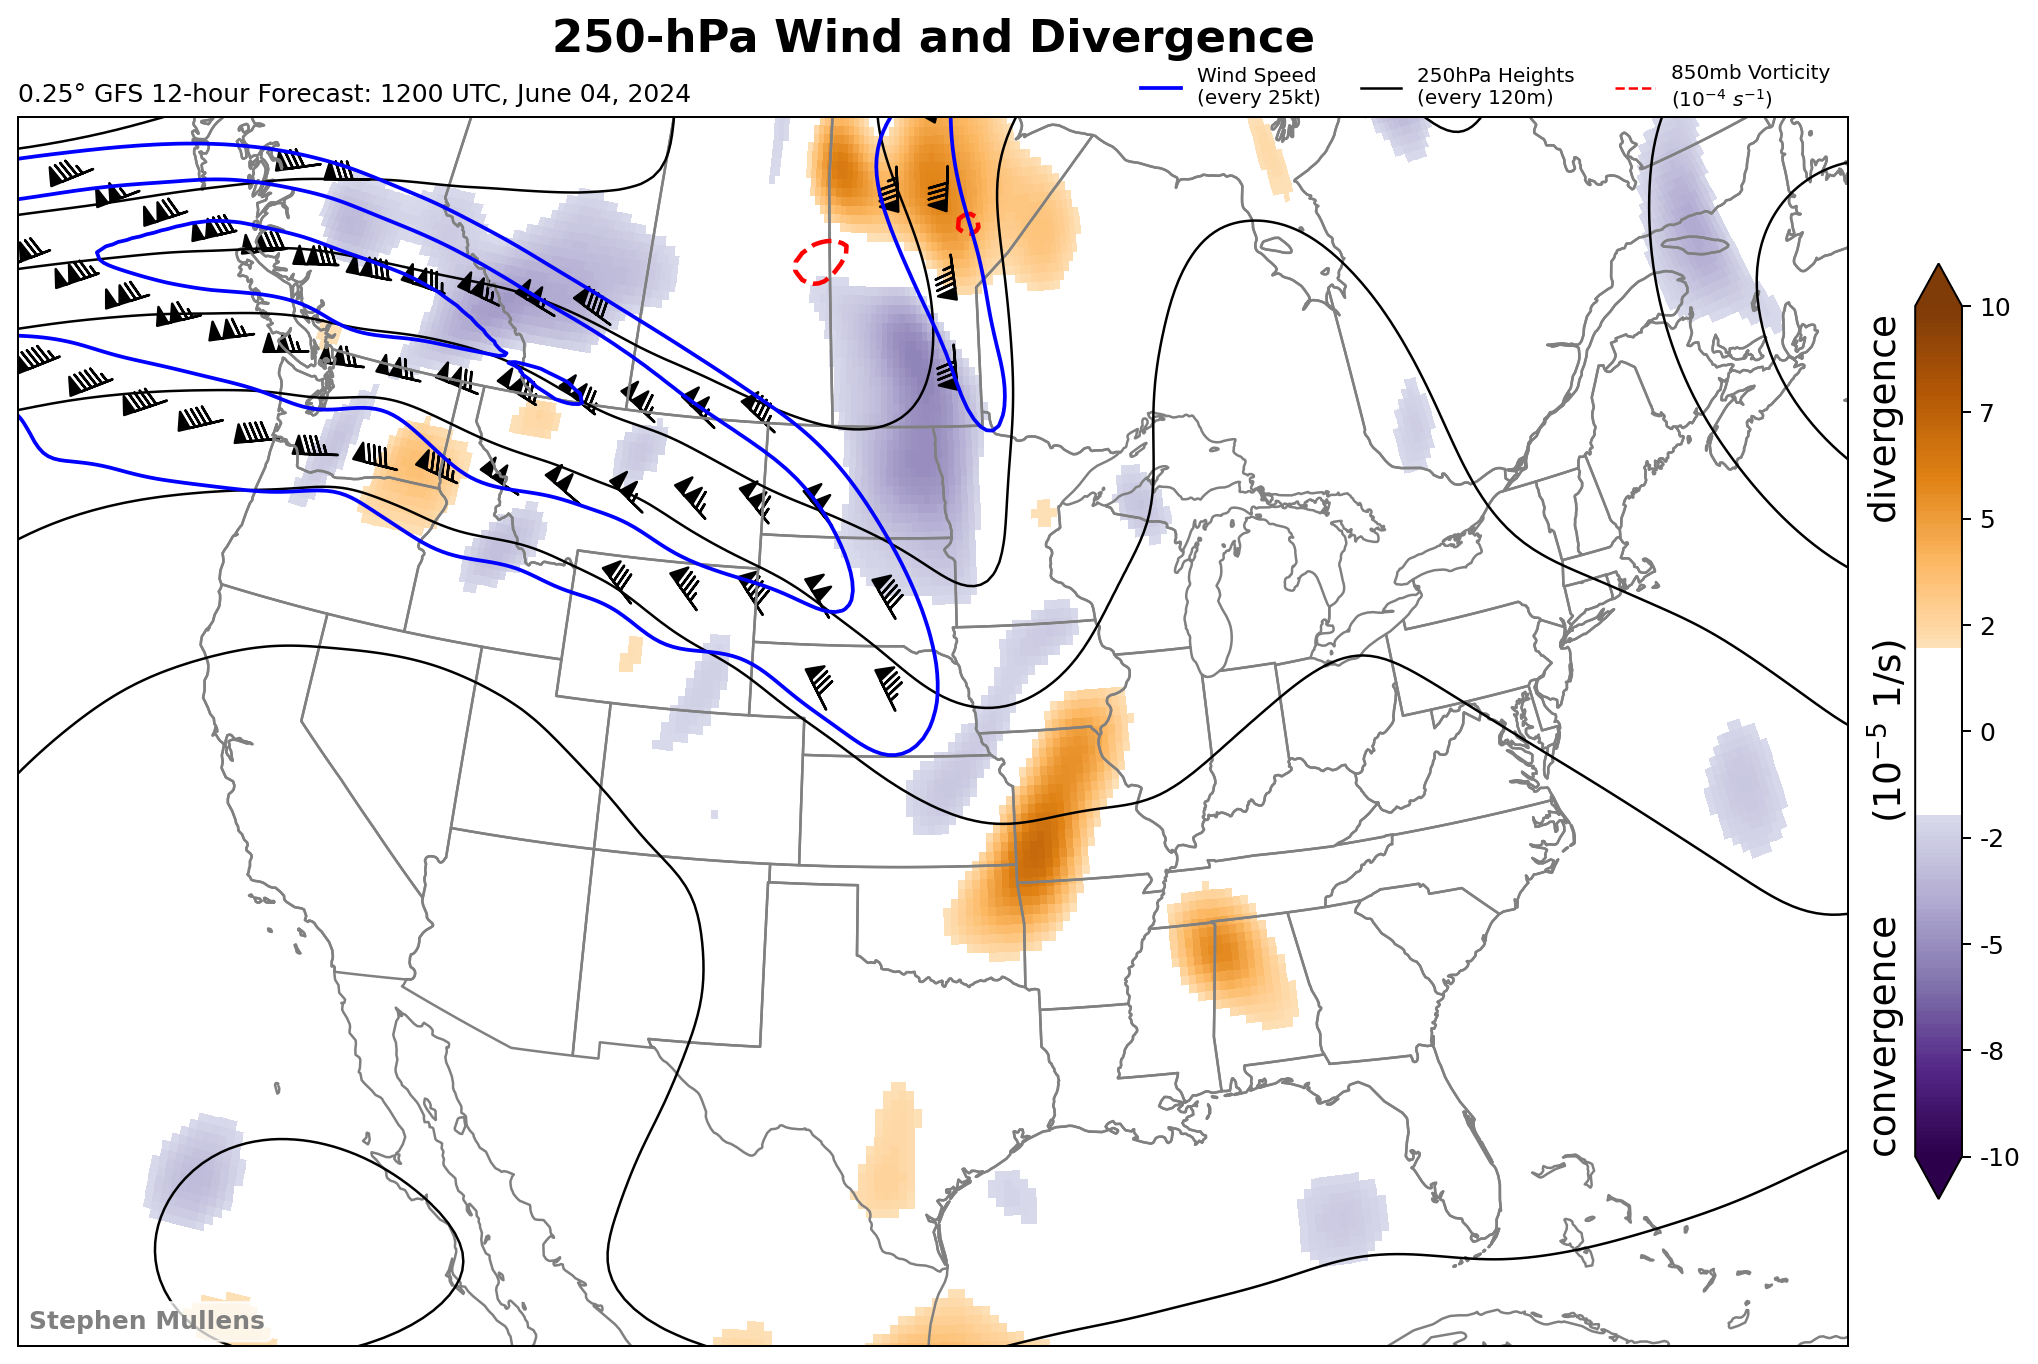 250-hPa Wind and Divergence
0.25° GFS 12-hour Forecast: 1200 UTC, June 04, 2024
Wind Speed
(every 25kt)
250hPa Heights
(every 120m)
850mb Vorticity
(10⁻⁴ s⁻¹)
10
7
5
2
0
-2
-5
-8
-10
convergence (10⁻⁵ 1/s) divergence
Stephen Mullens